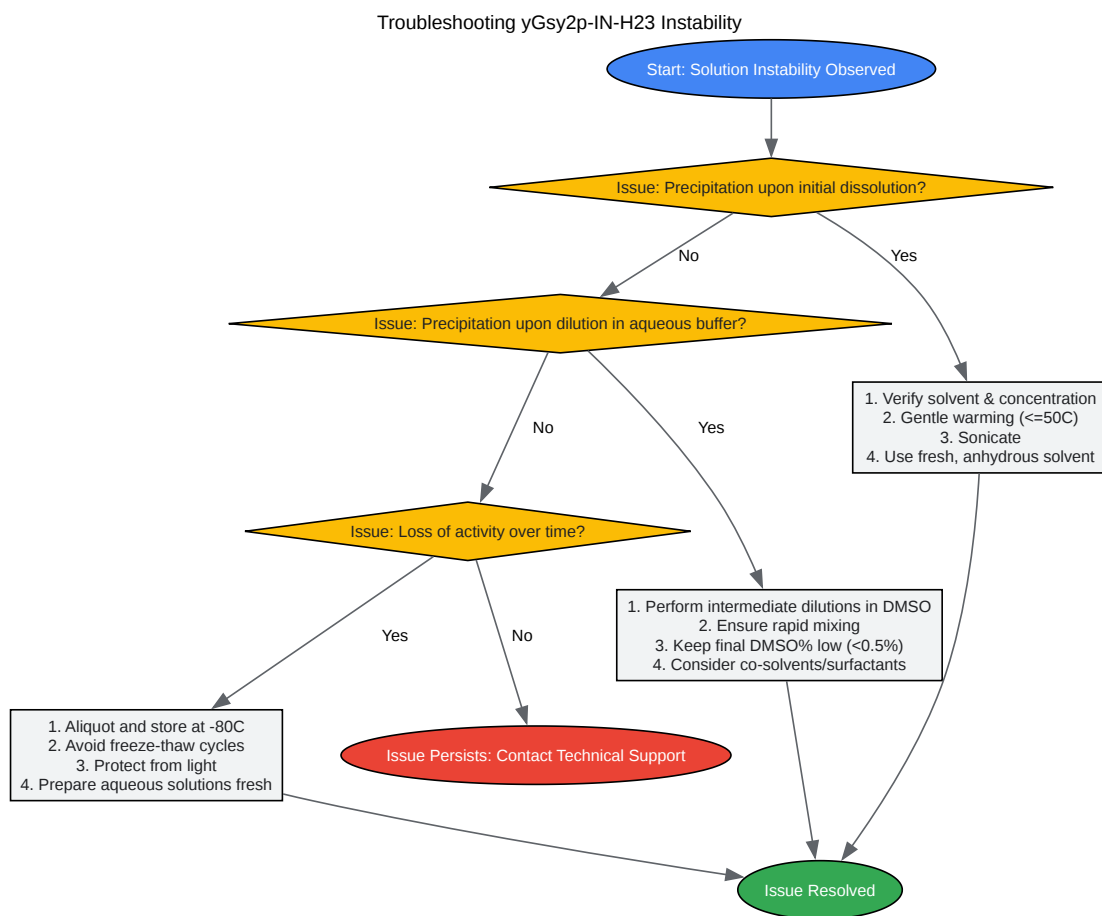 Troubleshooting yGsy2p-IN-H23 Instability
Start: Solution Instability Observed
Issue: Precipitation upon initial dissolution?
No
Yes
Issue: Precipitation upon dilution in aqueous buffer?
1. Verify solvent & concentration
2. Gentle warming (<=50C)
3. Sonicate
4. Use fresh, anhydrous solvent
No
Yes
Issue: Loss of activity over time?
1. Perform intermediate dilutions in DMSO
2. Ensure rapid mixing
3. Keep final DMSO% low (<0.5%)
4. Consider co-solvents/surfactants
Yes
No
1. Aliquot and store at -80C
2. Avoid freeze-thaw cycles
3. Protect from light
4. Prepare aqueous solutions fresh
Issue Persists: Contact Technical Support
Issue Resolved